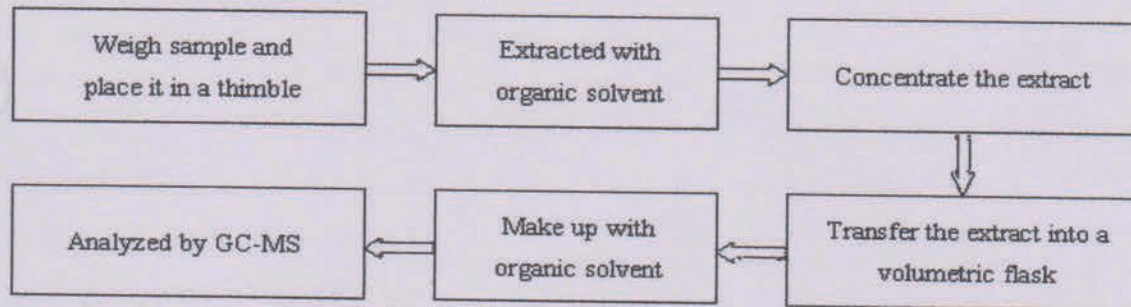 Weigh sample and
place it in a thimble
Extracted with
organic solvent
Concentrate the extract
Transfer the extract into a
volumetric flask
Make up with
organic solvent
Analyzed by GC-MS